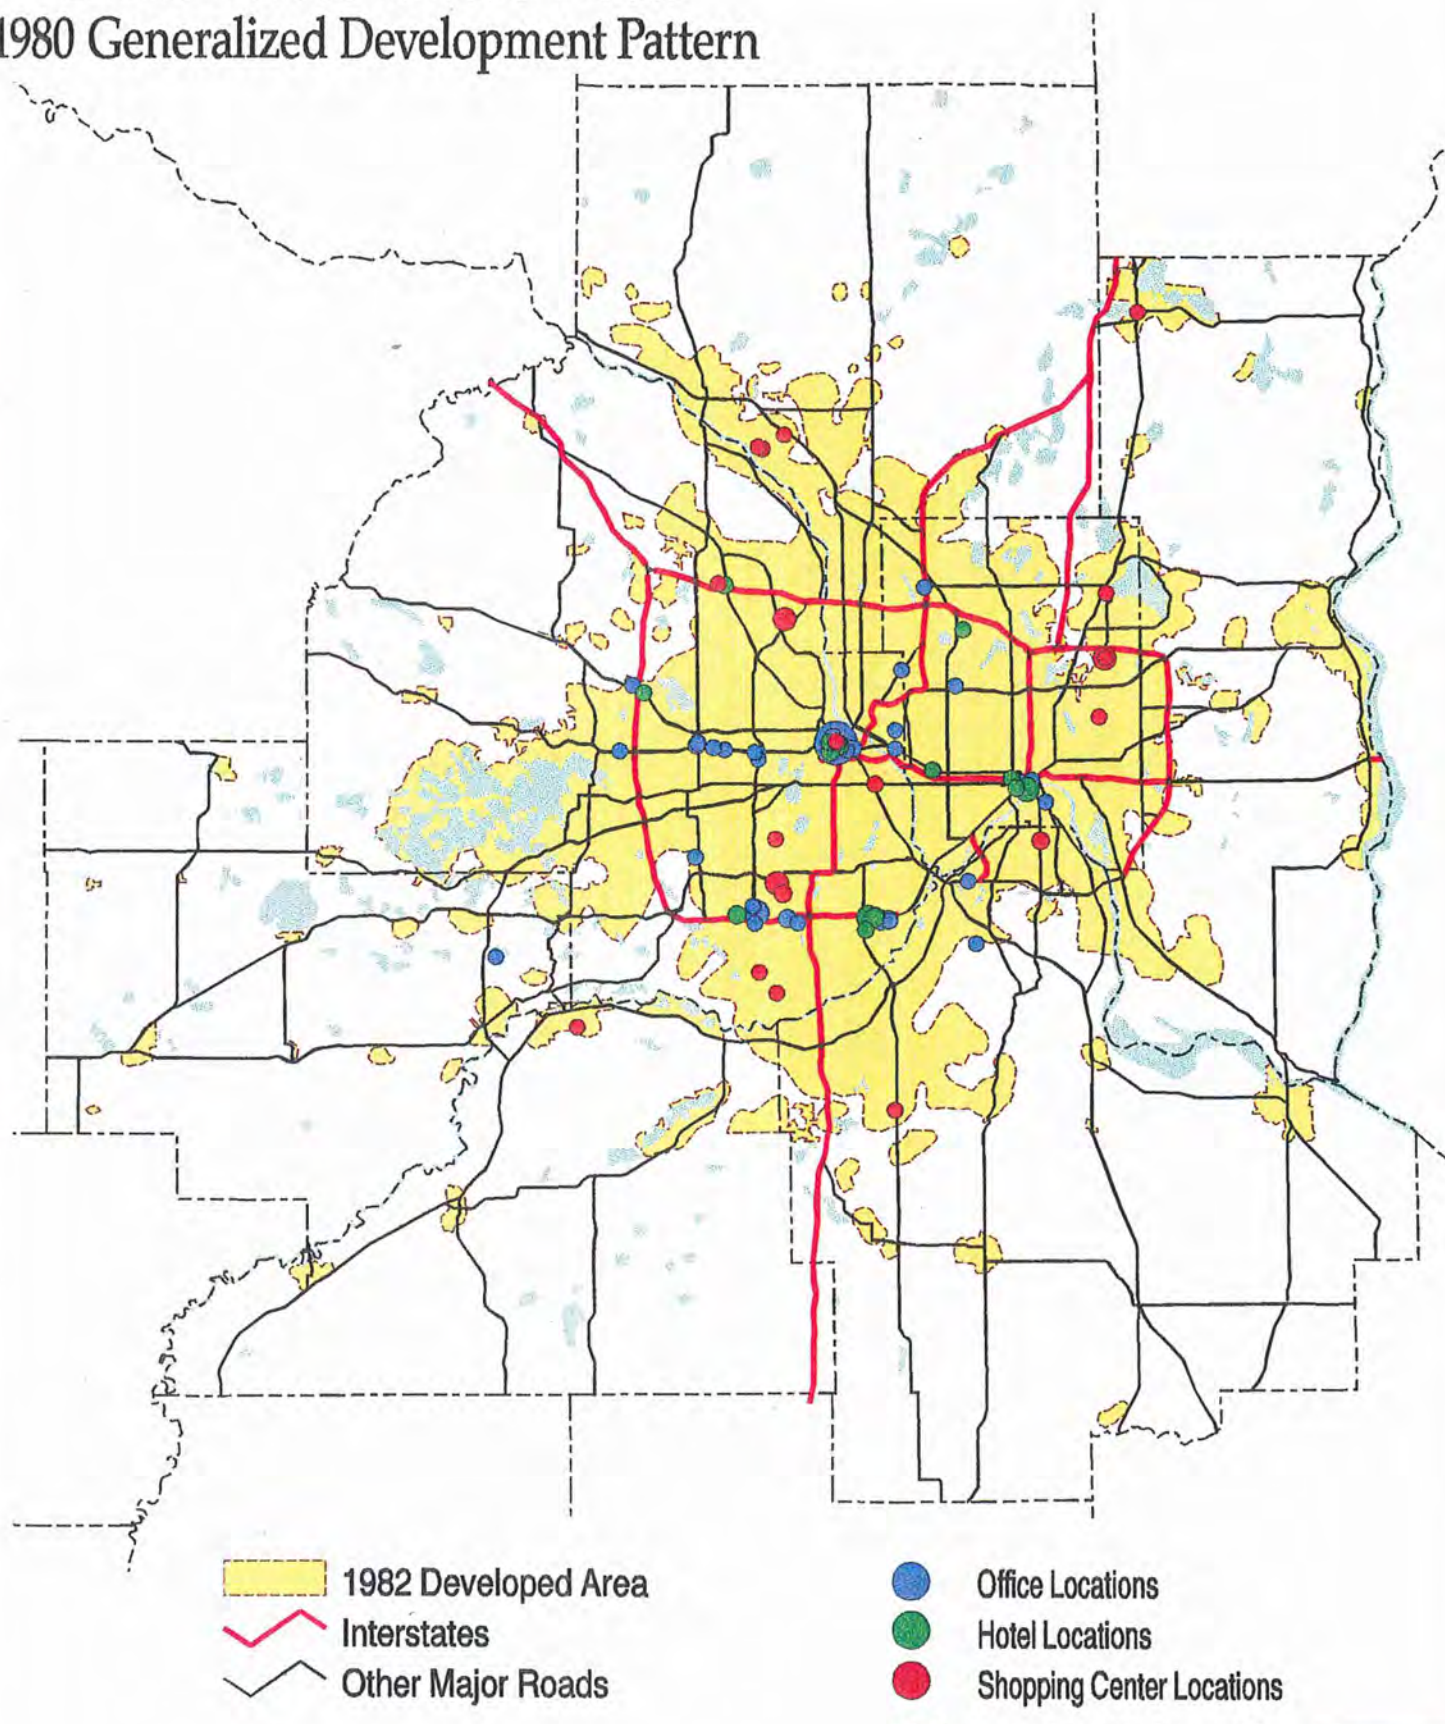 1980 Generalized Development Pattern
1982 Developed Area
Interstates
Other Major Roads
Office Locations
Hotel Locations
Shopping Center Locations